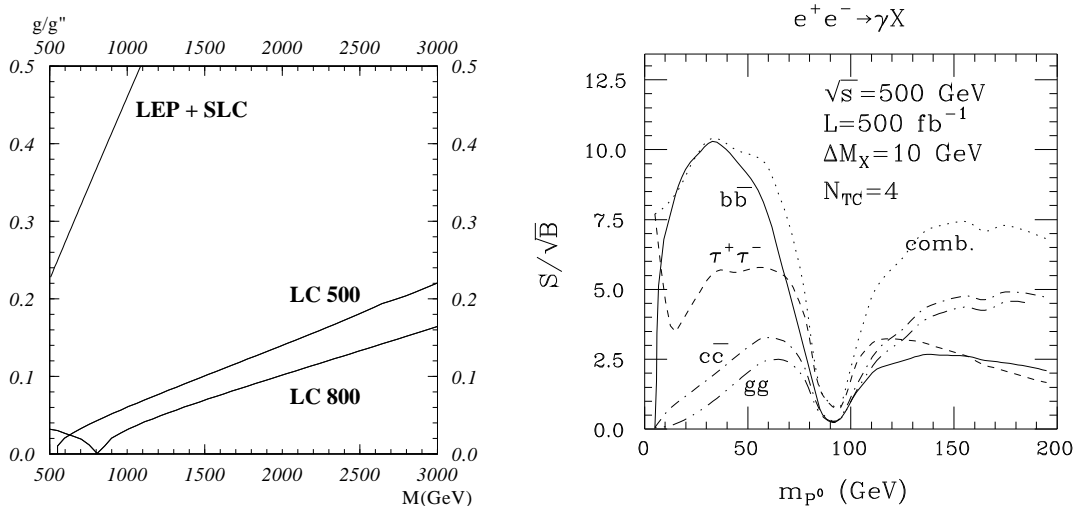 g/g"
500 1000 1500 2000 2500 3000
0.5 0.5
LEP + SLC
0.4 0.4
0.3 0.3
0.2 0.2
LC 500
0.1 0.1
LC 800
0.0 0.0
500 1000 1500 2000 2500 3000
M(GeV)
e⁺e⁻→γX
S/√B
12.5
10.0
7.5
5.0
2.5
0.0
√s=500 GeV
L=500 fb⁻¹
ΔM_X=10 GeV
N_TC=4
bb̅
τ⁺τ⁻
comb.
cc̅
gg
0 50 100 150 200
m_P⁰ (GeV)